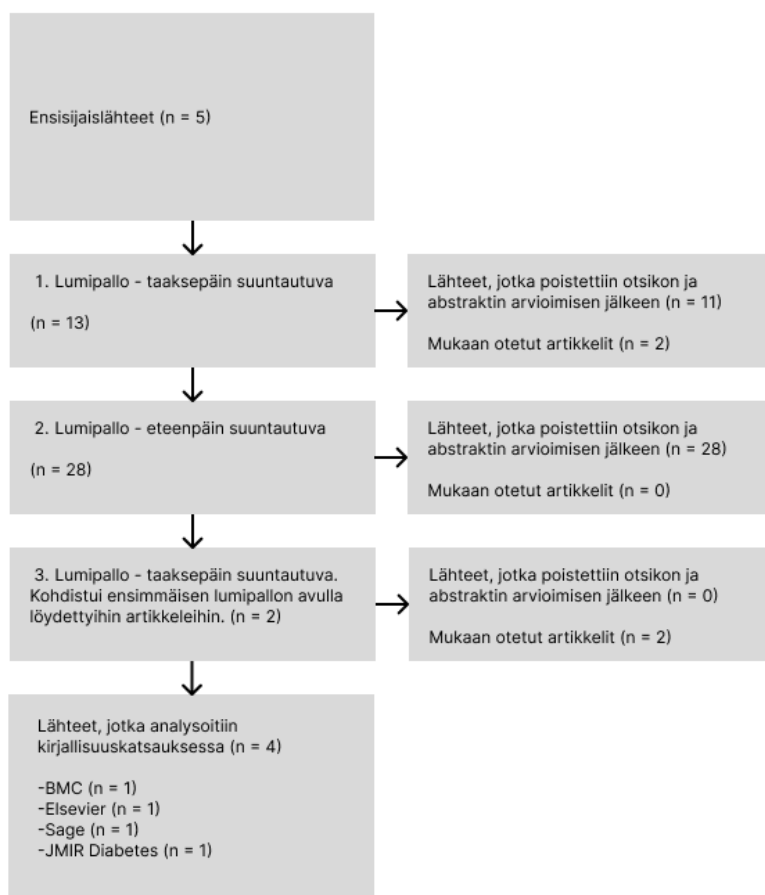 Ensisijaislähteet (n = 5)
1. Lumipallo - taaksepäin suuntautuva
(n = 13)
Lähteet, jotka poistettiin otsikon ja
abstraktin arvioimisen jälkeen (n = 11)
Mukaan otetut artikkelit (n = 2)
2. Lumipallo - eteenpäin suuntautuva
(n = 28)
Lähteet, jotka poistettiin otsikon ja
abstraktin arvioimisen jälkeen (n = 28)
Mukaan otetut artikkelit (n = 0)
3. Lumipallo - taaksepäin suuntautuva.
Kohdistui ensimmäisen lumipallon avulla
löydettyihin artikkeleihin. (n = 2)
Lähteet, jotka poistettiin otsikon ja
abstraktin arvioimisen jälkeen (n = 0)
Mukaan otetut artikkelit (n = 2)
Lähteet, jotka analysoitiin
kirjallisuuskatsauksessa (n = 4)
-BMC (n = 1)
-Elsevier (n = 1)
-Sage (n = 1)
-JMIR Diabetes (n = 1)